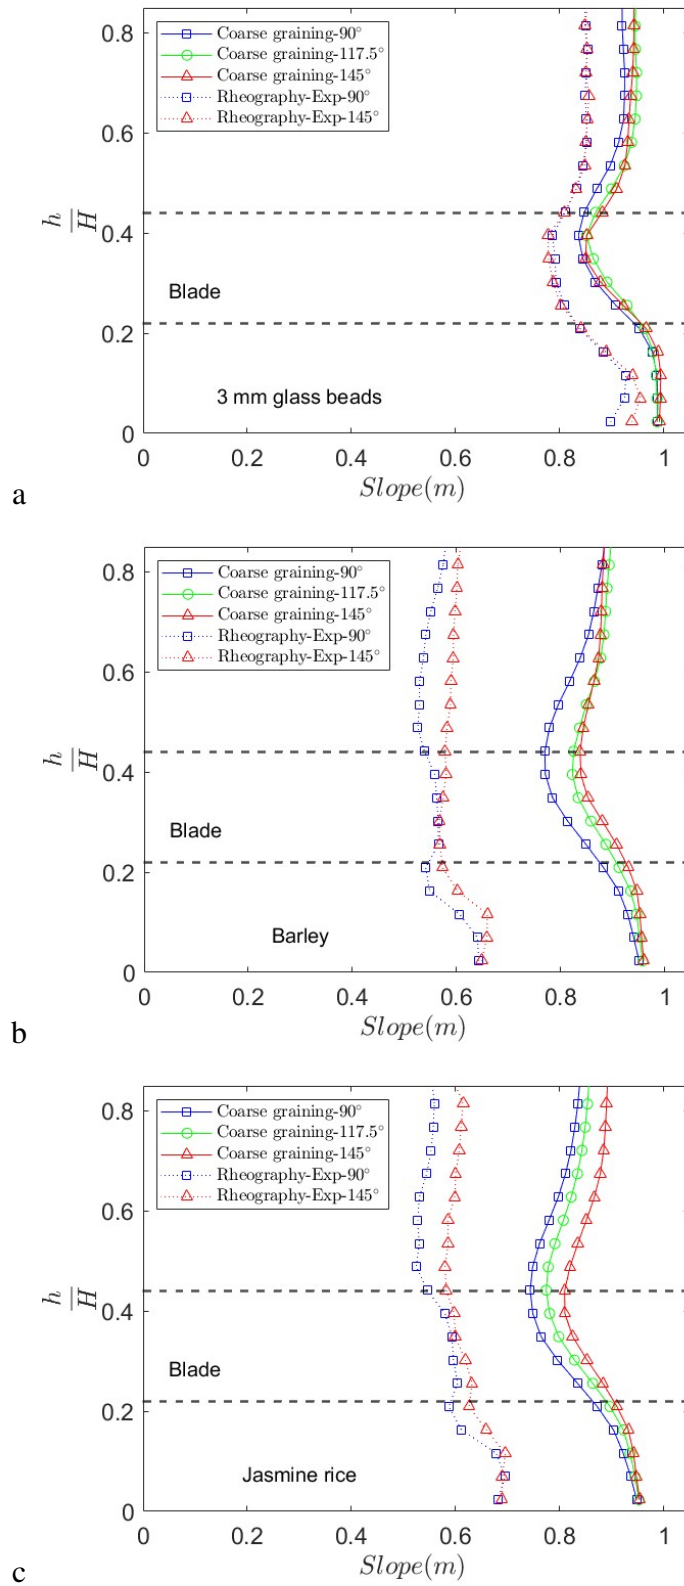 0.8
0.6
0.4
0.2
0
h
H
Coarse graining-90°
Coarse graining-117.5°
Coarse graining-145°
Rheography-Exp-90°
Rheography-Exp-145°
Blade
3 mm glass beads
0 0.2 0.4 0.6 0.8 1
Slope(m)
a
0.8
0.6
0.4
0.2
0
h
H
Coarse graining-90°
Coarse graining-117.5°
Coarse graining-145°
Rheography-Exp-90°
Rheography-Exp-145°
Blade
Barley
0 0.2 0.4 0.6 0.8 1
Slope(m)
b
0.8
0.6
0.4
0.2
0
h
H
Coarse graining-90°
Coarse graining-117.5°
Coarse graining-145°
Rheography-Exp-90°
Rheography-Exp-145°
Blade
Jasmine rice
0 0.2 0.4 0.6 0.8 1
Slope(m)
c